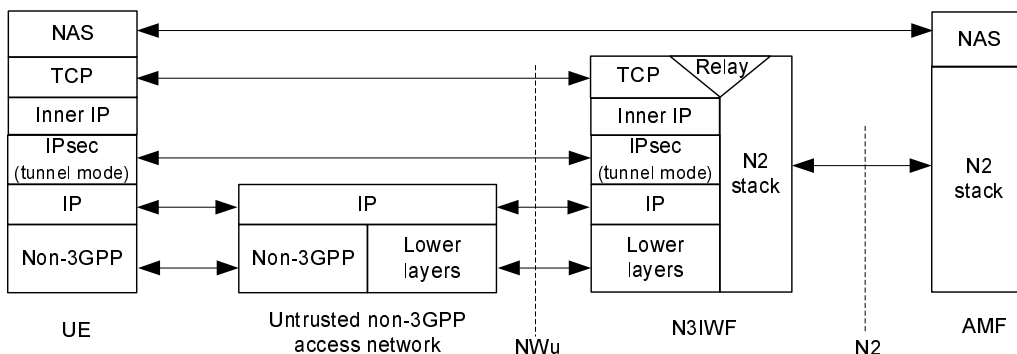 NAS
TCP
Inner IP
IPsec
(tunnel mode)
IP
Non-3GPP
UE
IP
Non-3GPP
Lower
layers
Untrusted non-3GPP
access network
NWu
TCP
Relay
Inner IP
IPsec
(tunnel mode)
IP
Lower
layers
N2
stack
N3IWF
N2
NAS
N2
stack
AMF